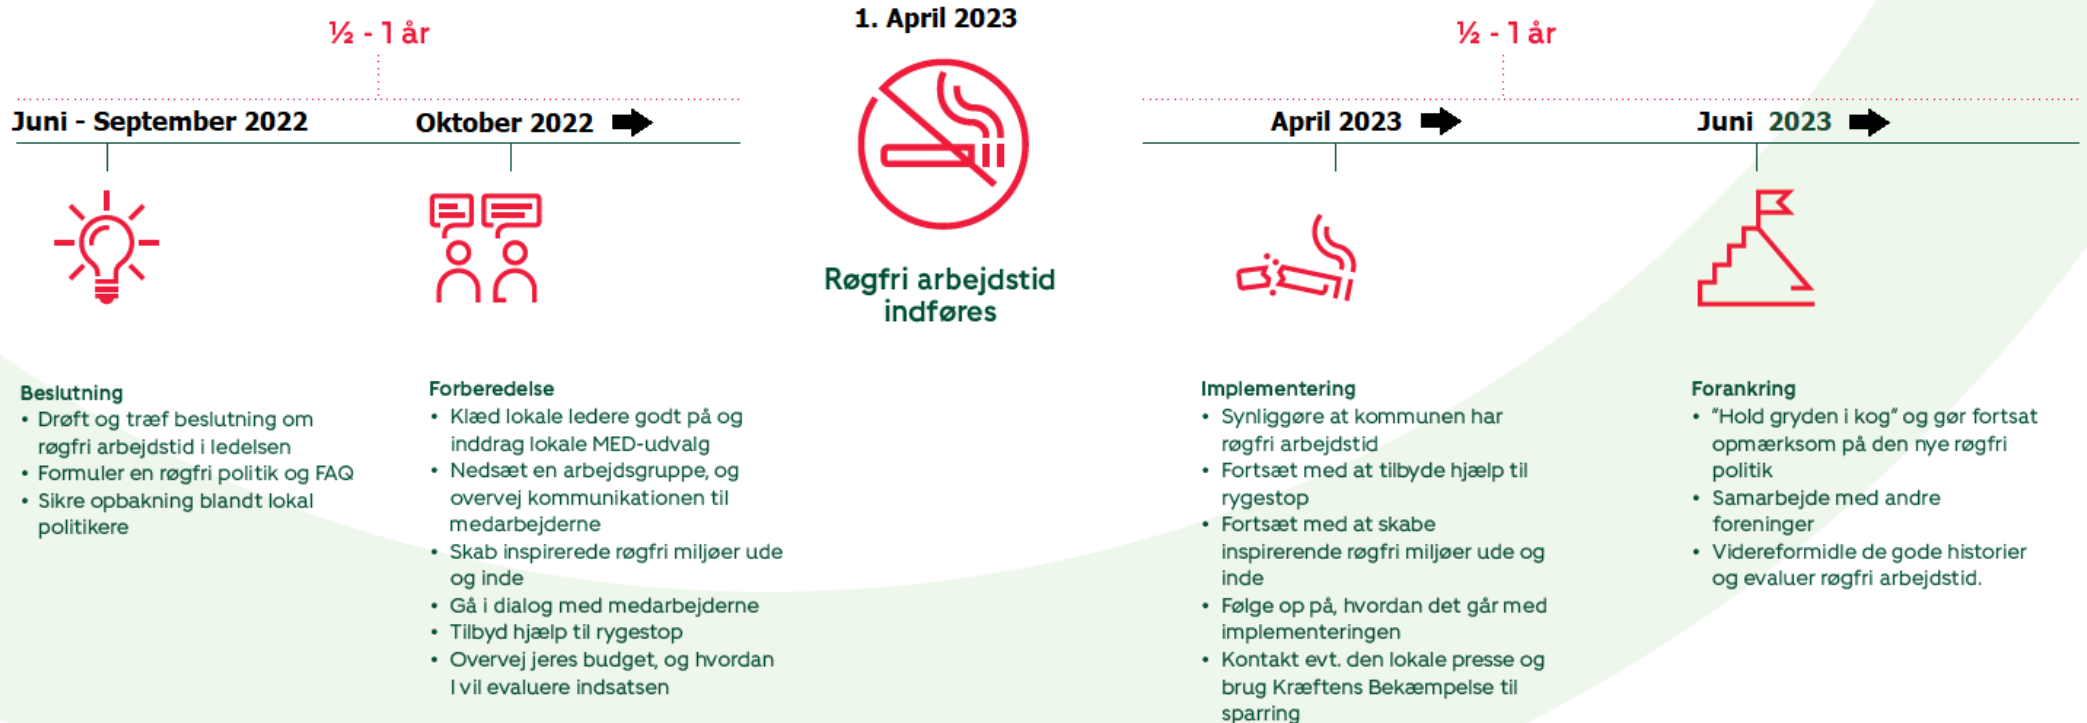 ½ - 1 år
Juni - September 2022
Oktober 2022
1. April 2023
Røgfri arbejdstid
indføres
½ - 1 år
April 2023
Juni 2023
Beslutning
• Drøft og træf beslutning om
røgfri arbejdstid i ledelsen
• Formuler en røgfri politik og FAQ
• Sikre opbakning blandt lokal
politikere
Forberedelse
• Klæd lokale ledere godt på og
inddrag lokale MED-udvalg
• Nedsæt en arbejdsgruppe, og
overvej kommunikationen til
medarbejderne
• Skab inspirerede røgfri miljøer ude
og inde
• Gå i dialog med medarbejderne
• Tilbyd hjælp til rygestop
• Overvej jeres budget, og hvordan
I vil evaluere indsatsen
Implementering
• Synliggøre at kommunen har
røgfri arbejdstid
• Fortsæt med at tilbyde hjælp til
rygestop
• Fortsæt med at skabe
inspirerende røgfri miljøer ude og
inde
• Følge op på, hvordan det går med
implementeringen
• Kontakt evt. den lokale presse og
brug Kræftens Bekæmpelse til
sparring
Forankring
• "Hold gryden i kog" og gør fortsat
opmærksom på den nye røgfri
politik
• Samarbejde med andre
foreninger
• Videreformidle de gode historier
og evaluer røgfri arbejdstid.